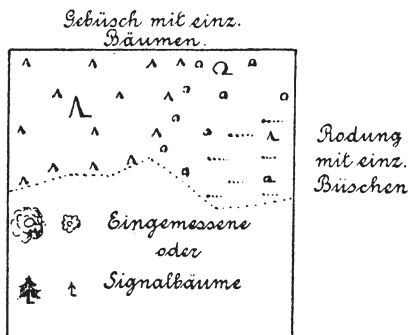 Gebüsch mit einz.
Bäumen.
Rodung
mit einz.
Büschen
Eingemessene
oder
Signalbäume